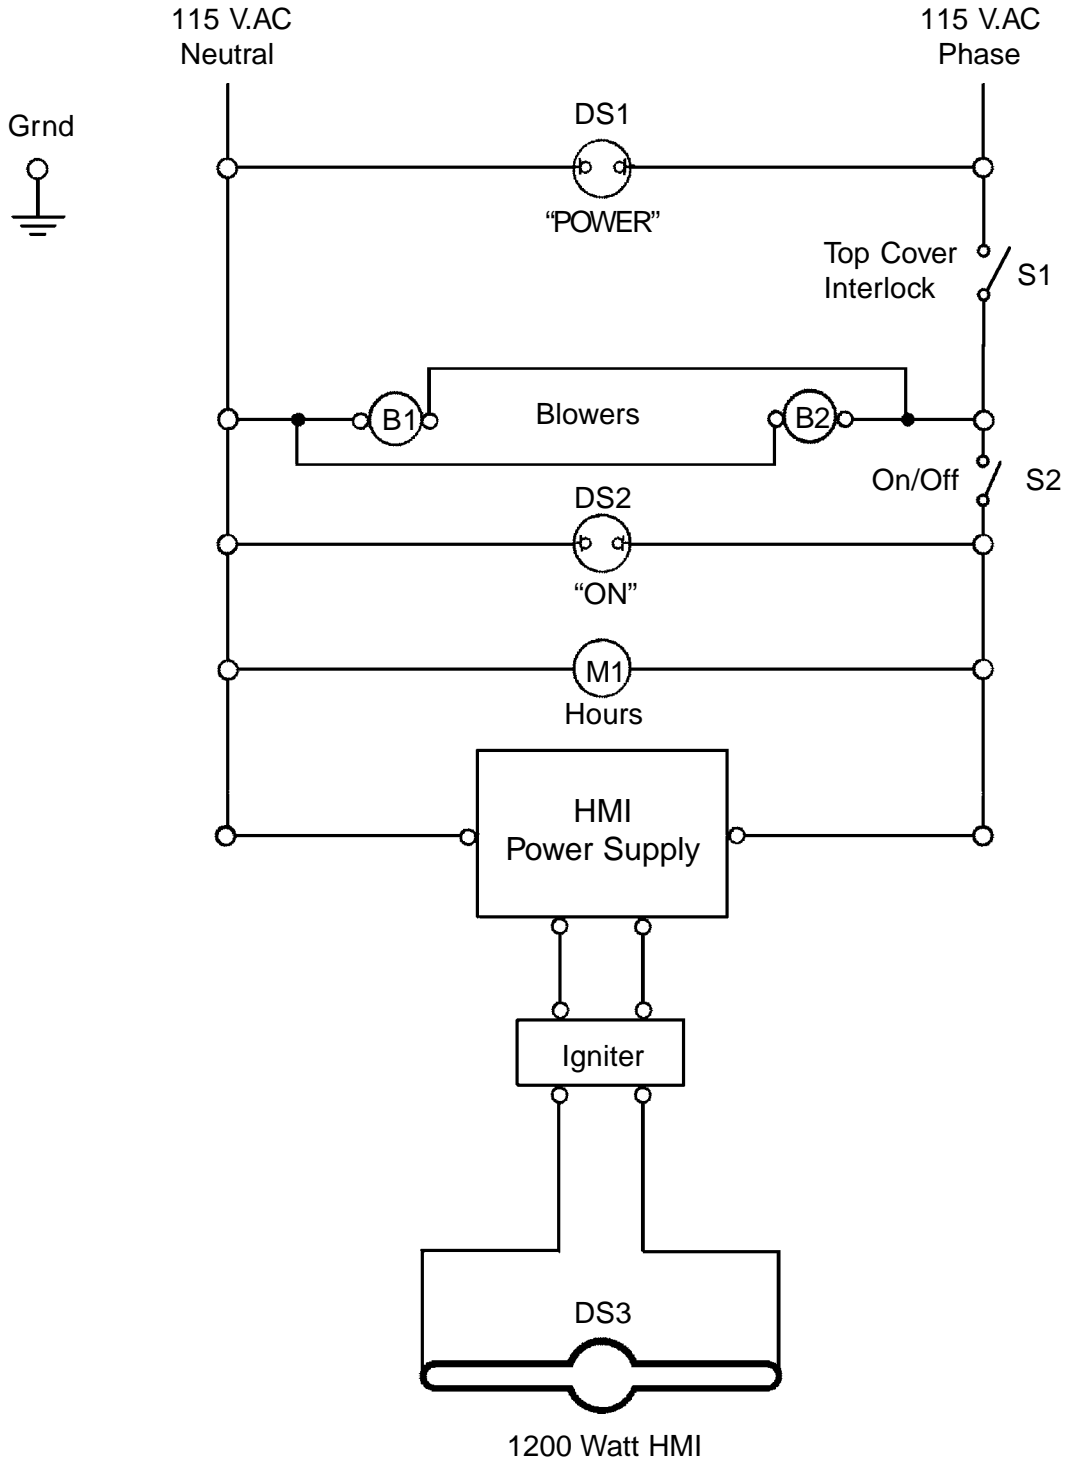 115 V.AC
Neutral
115 V.AC
Phase
Grnd
DS1
“POWER”
Top Cover
Interlock
S1
B1
Blowers
B2
On/Off
S2
DS2
“ON”
M1
Hours
HMI
Power Supply
Igniter
DS3
1200 Watt HMI